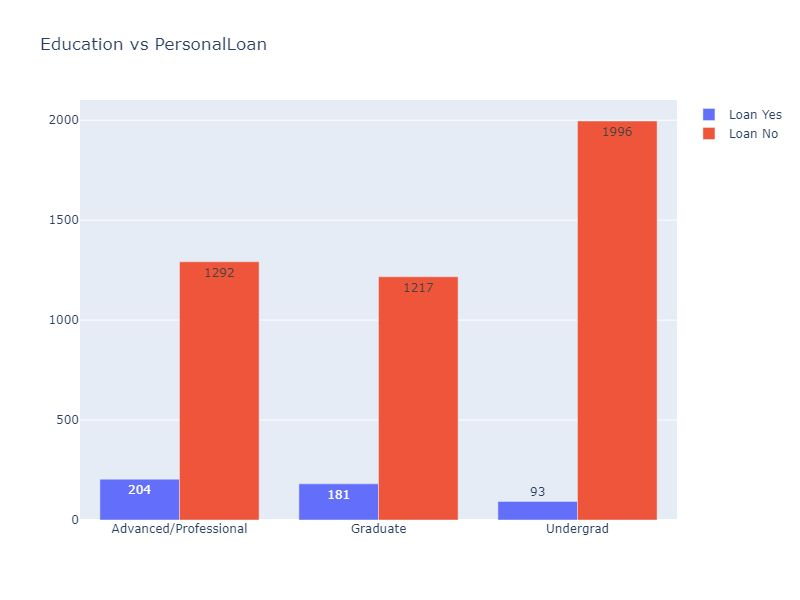 Education vs PersonalLoan
Loan Yes
Loan No
2000
1500
1000
500
0
1996
1292
1217
204
181
93
Advanced/Professional
Graduate
Undergrad